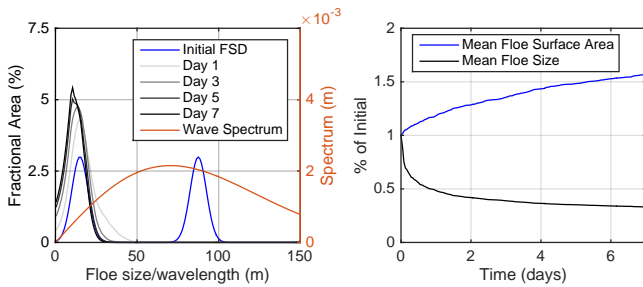 ×10⁻³
7.5
5
2.5
0
Fractional Area (%)
Initial FSD
Day 1
Day 3
Day 5
Day 7
Wave Spectrum
4
2
0
Spectrum (m)
0 50 100 150
Floe size/wavelength (m)
2
1.5
1
0.5
0
% of Initial
Mean Floe Surface Area
Mean Floe Size
0 2 4 6
Time (days)